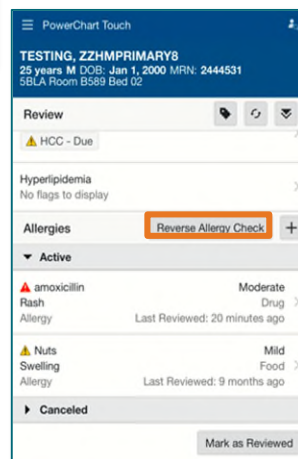 PowerChart Touch
TESTING, ZZHMPRIMARY8
25 years M DOB: Jan 1, 2000 MRN: 2444531
5BLA Room B589 Bed 02
Review
HCC - Due
Hyperlipidemia
No flags to display
Allergies Reverse Allergy Check +
Active
amoxicillin Moderate
Rash Drug
Allergy Last Reviewed: 20 minutes ago
Nuts Mild
Swelling Food
Allergy Last Reviewed: 9 months ago
Canceled
Mark as Reviewed